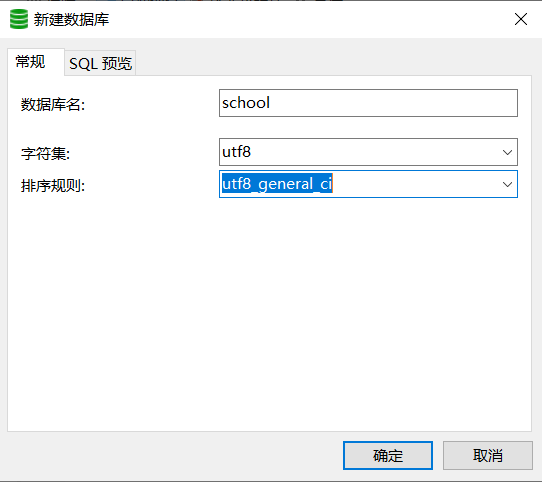 新建数据库
常规 SQL 预览
数据库名: school
字符集: utf8
排序规则: utf8_general_ci
确定 取消